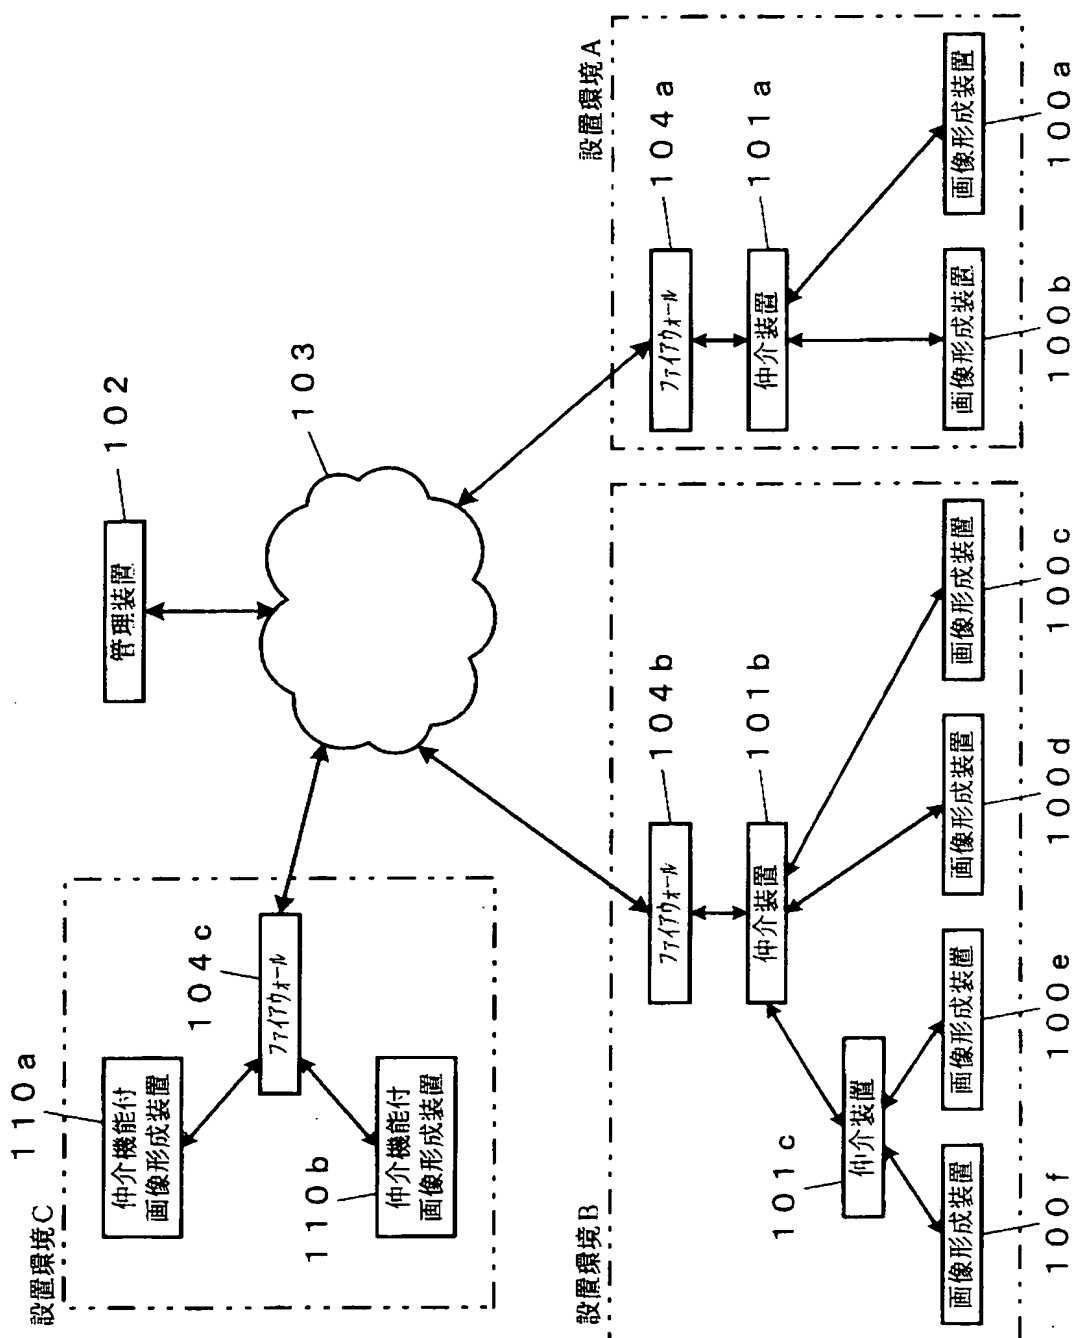 管理装置
102
103
設置環境C
110a
仲介機能付
画像形成装置
104c
ファイアウォール
110b
仲介機能付
画像形成装置
設置環境B
ファイアウォール
104b
仲介装置
101b
101c
仲介装置
画像形成装置
100f
画像形成装置
100e
画像形成装置
100d
画像形成装置
100c
設置環境A
ファイアウォール
104a
仲介装置
101a
画像形成装置
100b
画像形成装置
100a